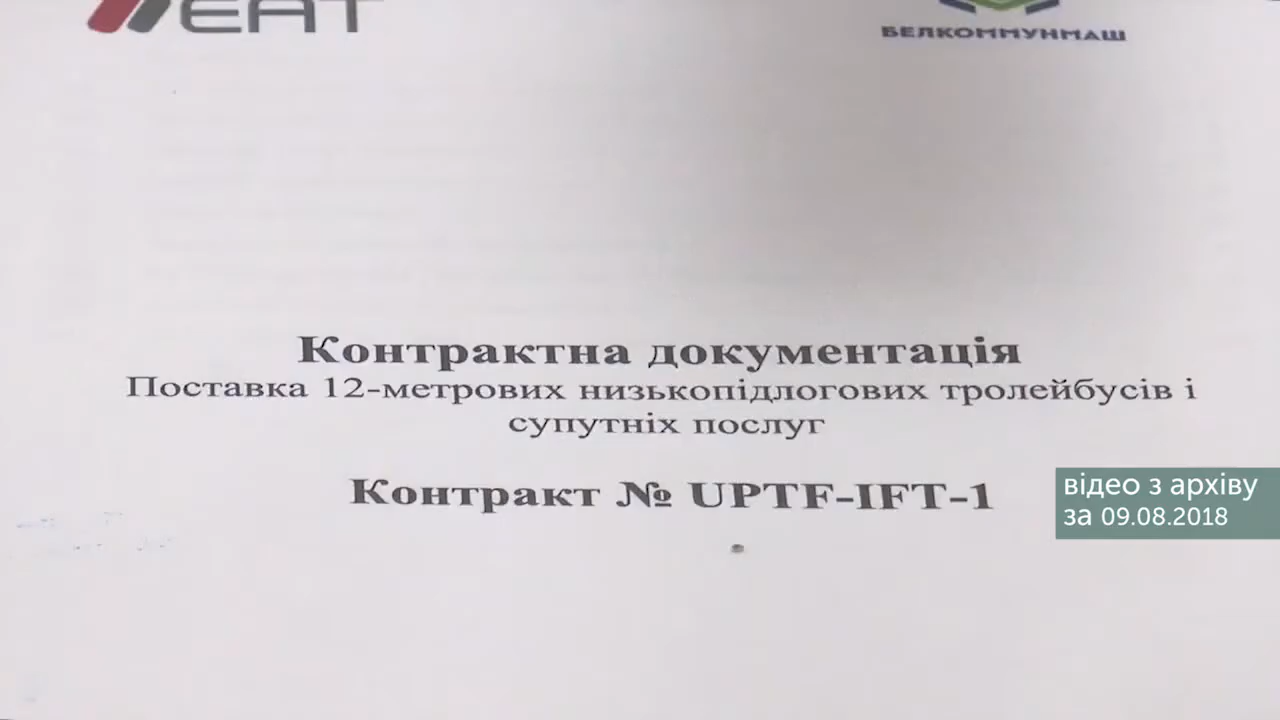 ЕАТ
БЕЛКОММУНМАШ
Контрактна документація
Поставка 12-метрових низькопідлогових тролейбусів і
супутніх послуг
Контракт № UPTF-IFT-1
відео з архіву
за 09.08.2018